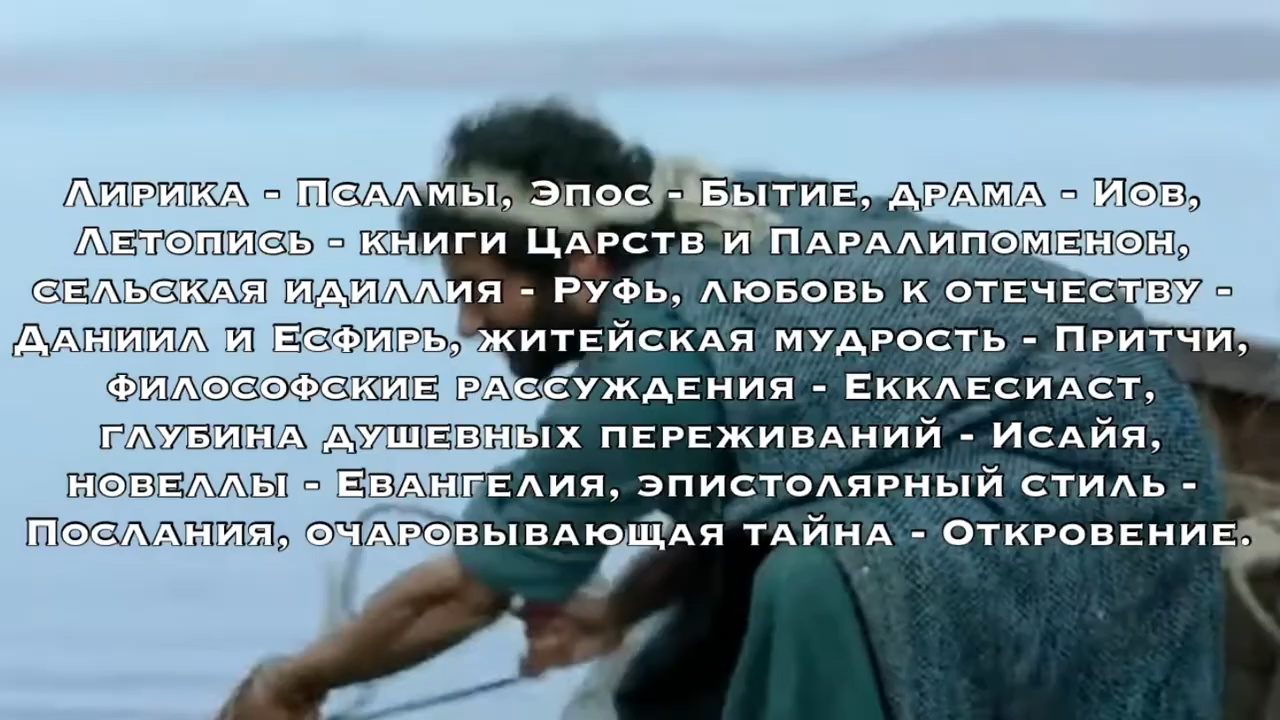 Лирика - Псалмы, Эпос - Бытие, драма - Иов,
Летопись - книги Царств и Паралипоменон,
сельская идиллия - Руфь, любовь к отечеству -
Даниил и Есфирь, житейская мудрость - Притчи,
философские рассуждения - Екклесиаст,
глубина душевных переживаний - Исайя,
новеллы - Евангелия, эпистолярный стиль -
Послания, очаровывающая тайна - Откровение.